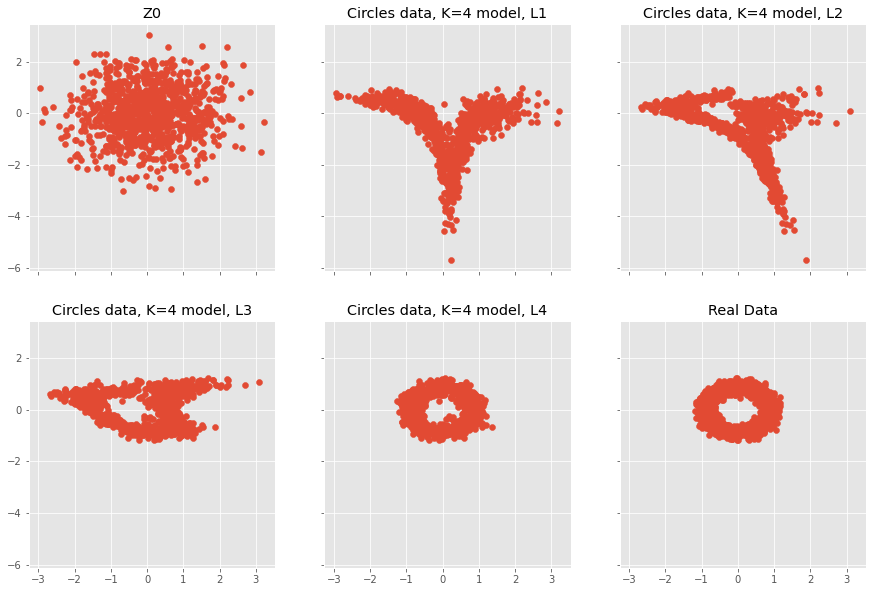 Z0
Circles data, K=4 model, L1
Circles data, K=4 model, L2
2
0
−2
−4
−6
Circles data, K=4 model, L3
Circles data, K=4 model, L4
Real Data
2
0
−2
−4
−6
−3 −2 −1 0 1 2 3
−3 −2 −1 0 1 2 3
−3 −2 −1 0 1 2 3